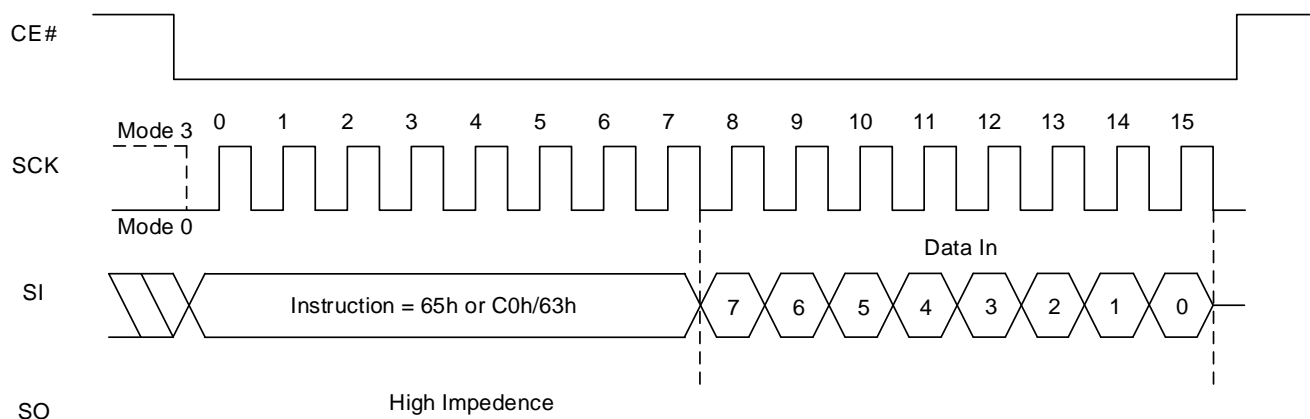 CE#
Mode 3 0 1 2 3 4 5 6 7 8 9 10 11 12 13 14 15
SCK
Mode 0
Data In
SI Instruction = 65h or C0h/63h 7 6 5 4 3 2 1 0
High Impedence
SO